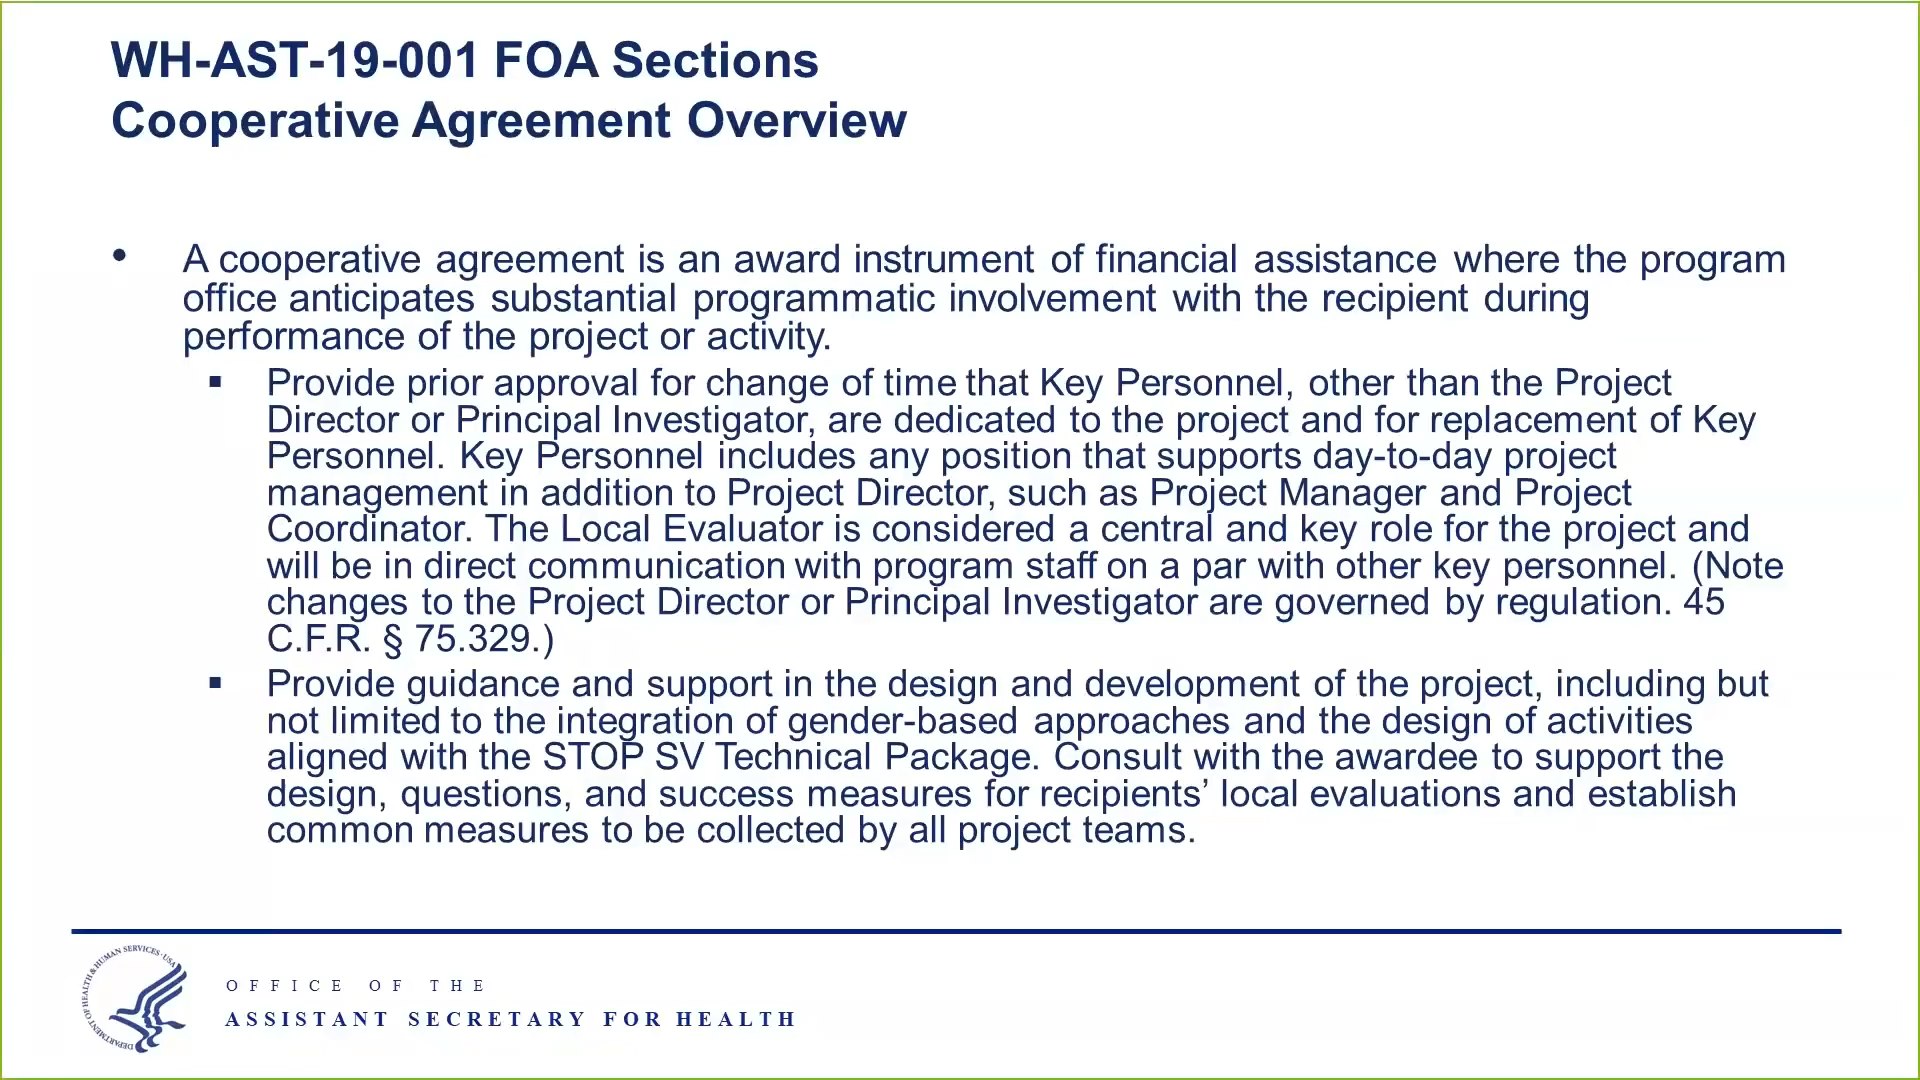 WH-AST-19-001 FOA Sections
Cooperative Agreement Overview
• A cooperative agreement is an award instrument of financial assistance where the program
office anticipates substantial programmatic involvement with the recipient during
performance of the project or activity.
▪ Provide prior approval for change of time that Key Personnel, other than the Project
Director or Principal Investigator, are dedicated to the project and for replacement of Key
Personnel. Key Personnel includes any position that supports day-to-day project
management in addition to Project Director, such as Project Manager and Project
Coordinator. The Local Evaluator is considered a central and key role for the project and
will be in direct communication with program staff on a par with other key personnel. (Note
changes to the Project Director or Principal Investigator are governed by regulation. 45
C.F.R. § 75.329.)
▪ Provide guidance and support in the design and development of the project, including but
not limited to the integration of gender-based approaches and the design of activities
aligned with the STOP SV Technical Package. Consult with the awardee to support the
design, questions, and success measures for recipients’ local evaluations and establish
common measures to be collected by all project teams.
DEPARTMENT OF HEALTH & HUMAN SERVICES · USA
OFFICE OF THE
ASSISTANT SECRETARY FOR HEALTH